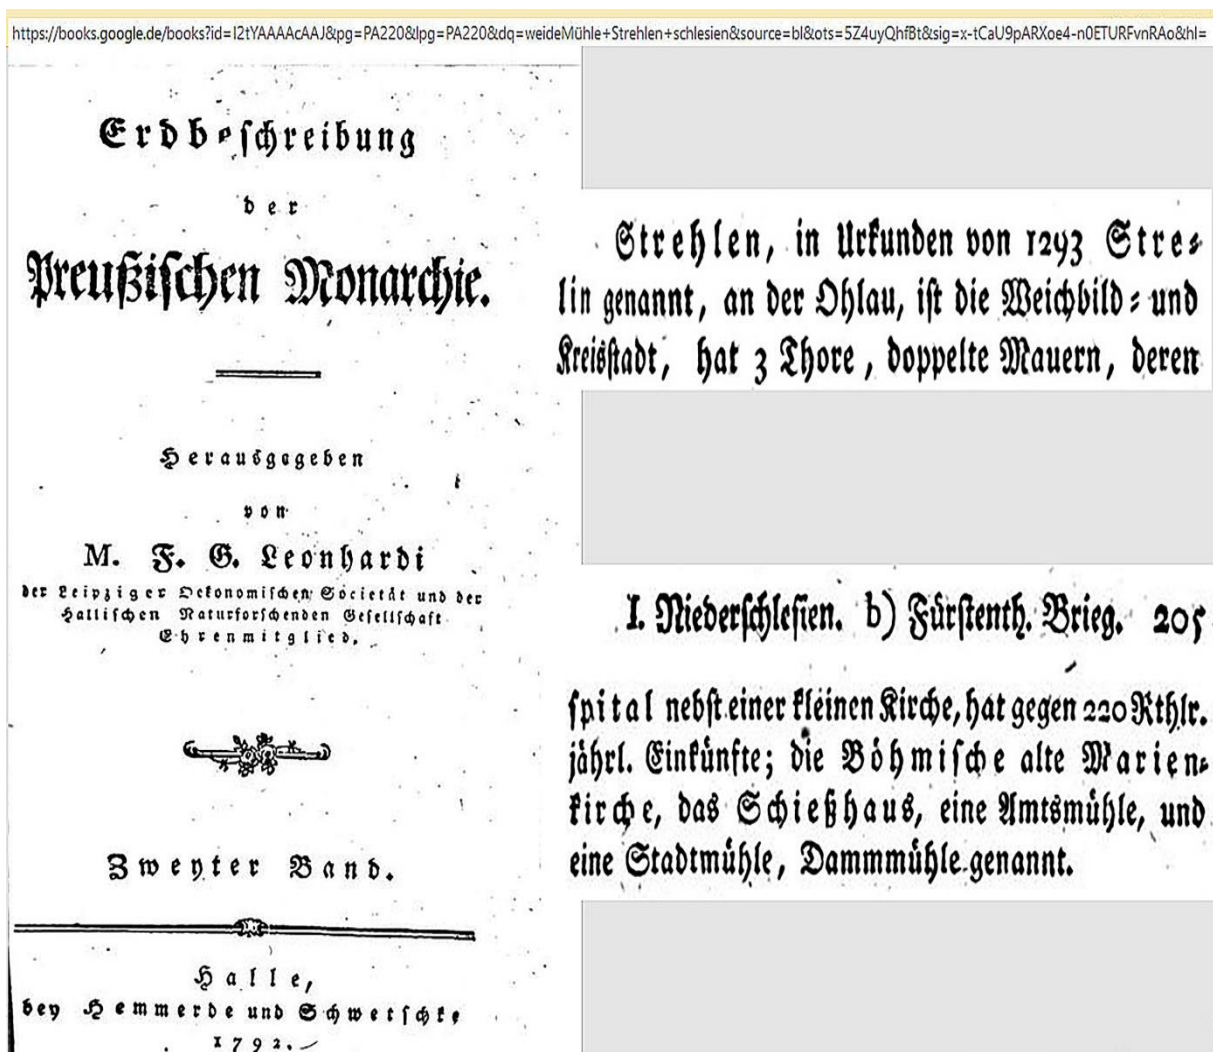 https://books.google.de/books?id=I2tYAAAAcAAJ&pg=PA220&lpg=PA220&dq=weideMühle+Strehlen+schlesien&source=bl&ots=5Z4uyQhfBt&sig=x-tCaU9pARXoe4-n0ETURFvnRAo&hl=
Erdbeſchreibung
der
Preußiſchen Monarchie.
Herausgegeben
von
M. F. G. Leonhardi
der Leipziger Oekonomiſchen Societät und der
Halliſchen Naturforſchenden Geſellſchaft
Ehrenmitglied.
Zweyter Band.
Halle,
bey Hemmerde und Schwetſchke
1792.
Strehlen, in Urkunden von 1293 Stre⸗
lin genannt, an der Ohlau, iſt die Weichbild⸗ und
Kreisſtadt, hat 3 Thore, doppelte Mauern, deren
I. Niederſchleſien. b) Fürſtenth. Brieg. 205
ſpital nebſt einer kleinen Kirche, hat gegen 220 Rthlr.
jährl. Einkünfte; die Böhmiſche alte Marien⸗
kirche, das Schießhaus, eine Amtsmühle, und
eine Stadtmühle, Dammmühle genannt.